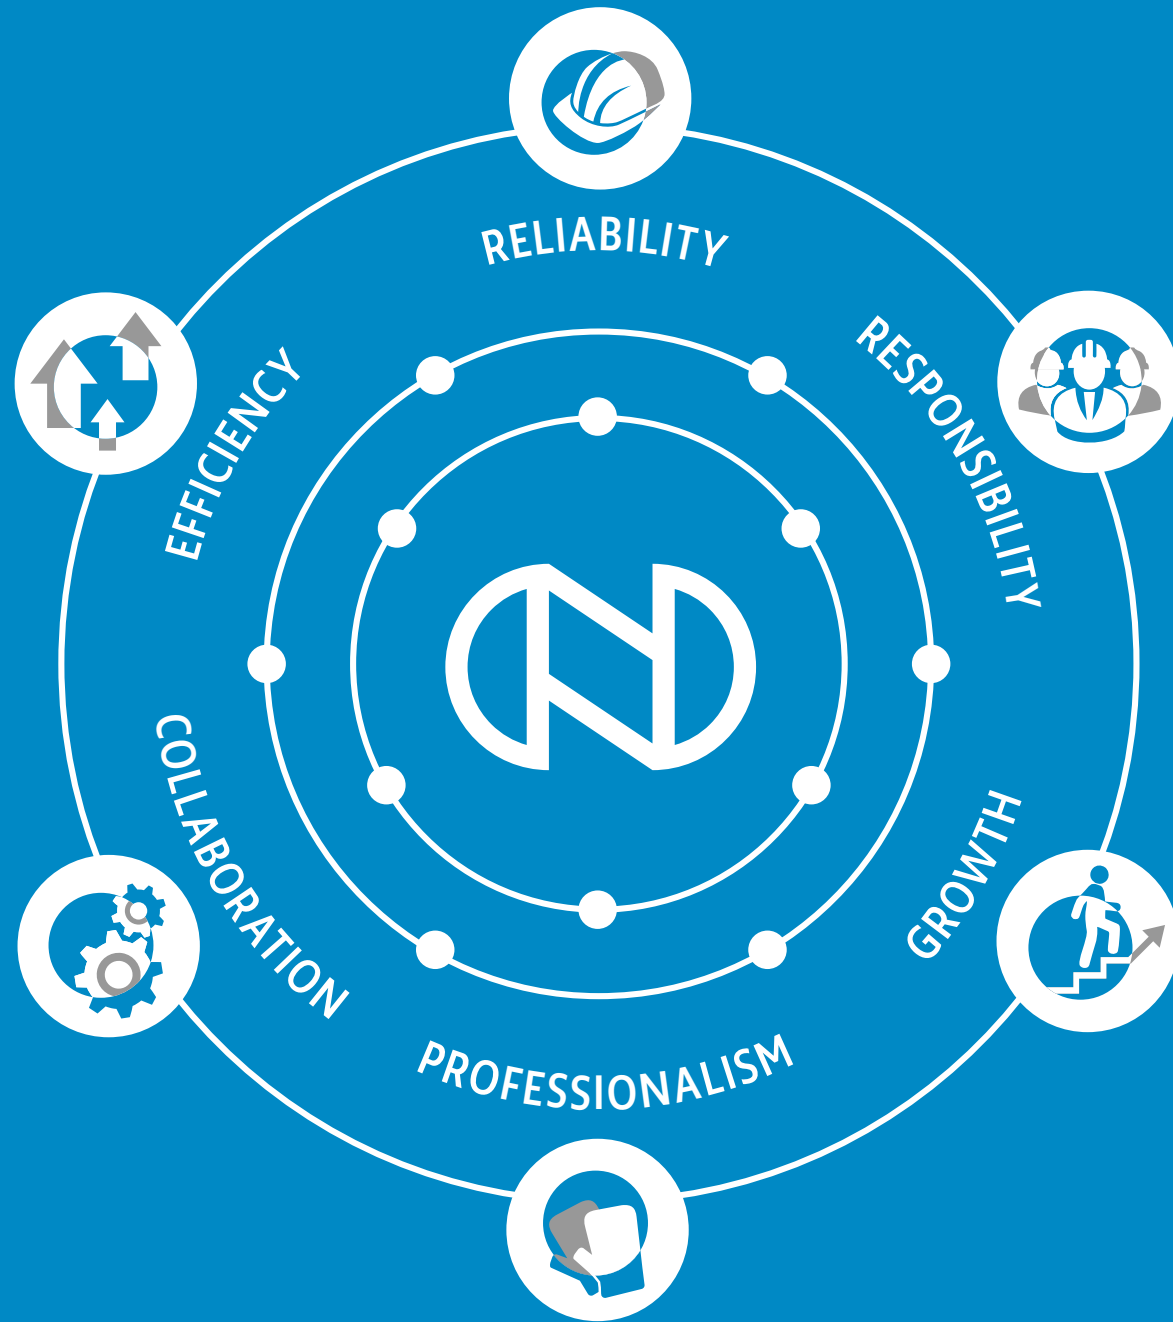 RELIABILITY
RESPONSIBILITY
GROWTH
PROFESSIONALISM
COLLABORATION
EFFICIENCY